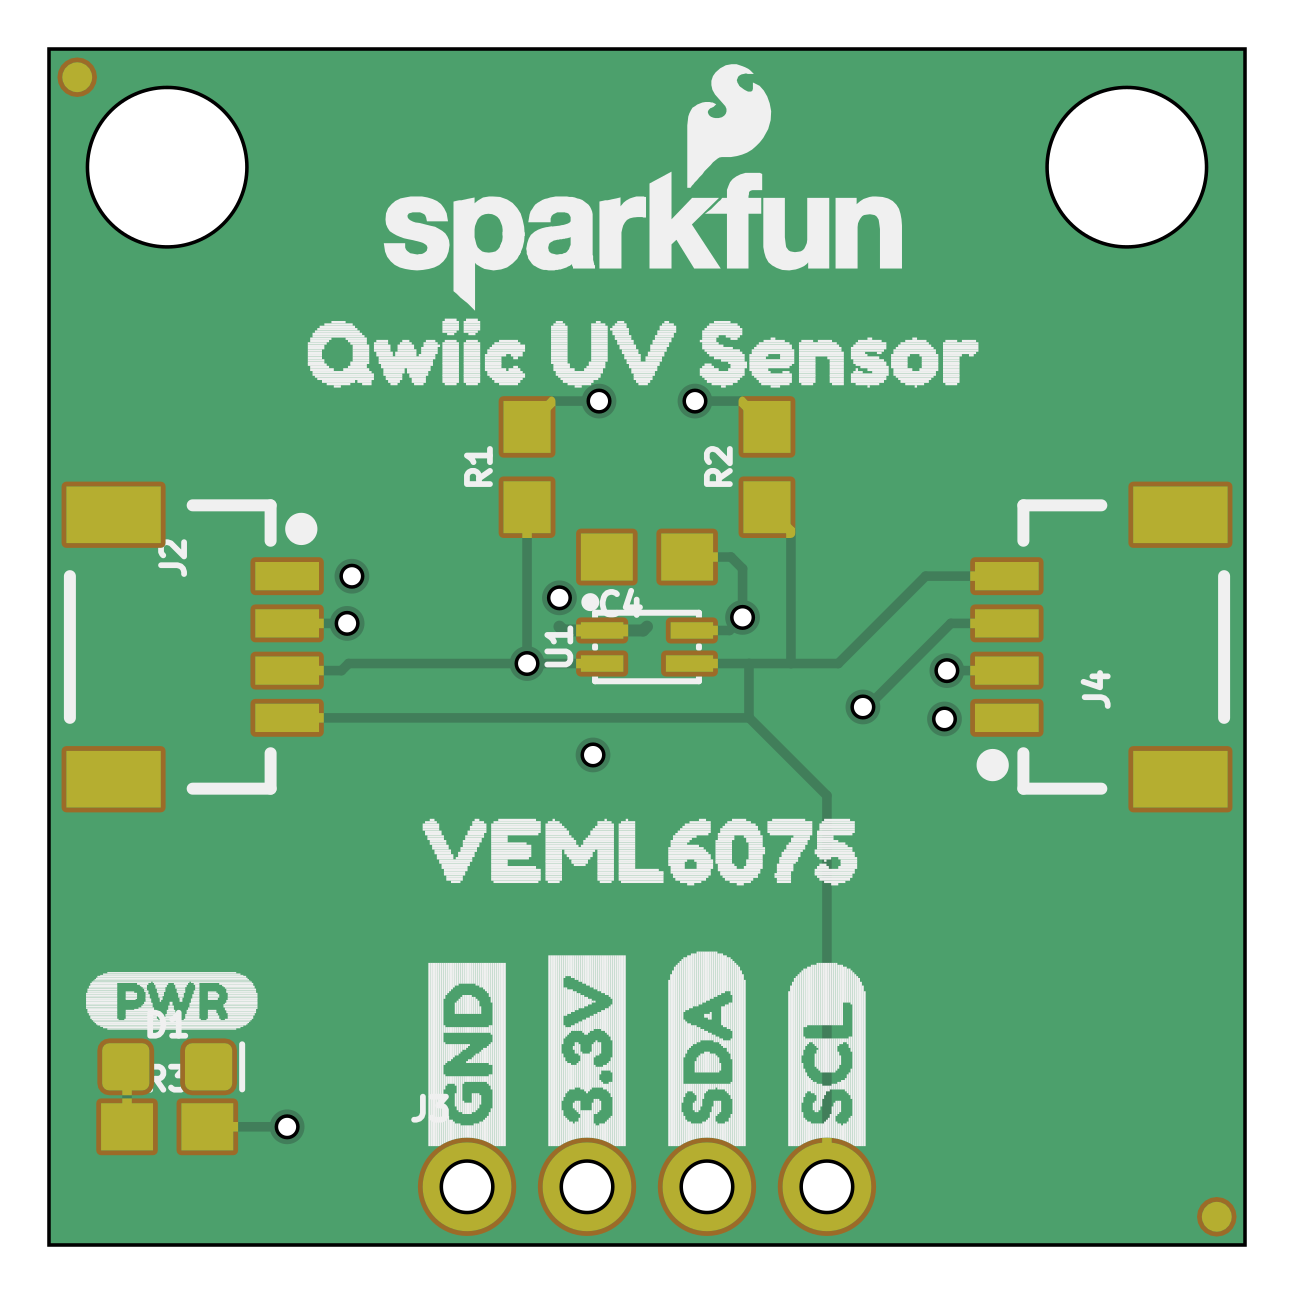 sparkfun
Qwiic UV Sensor
R1
R2
J2
C4
U1
J4
VEML6075
PWR
D1
R3
J3
GND
3.3V
SDA
SCL